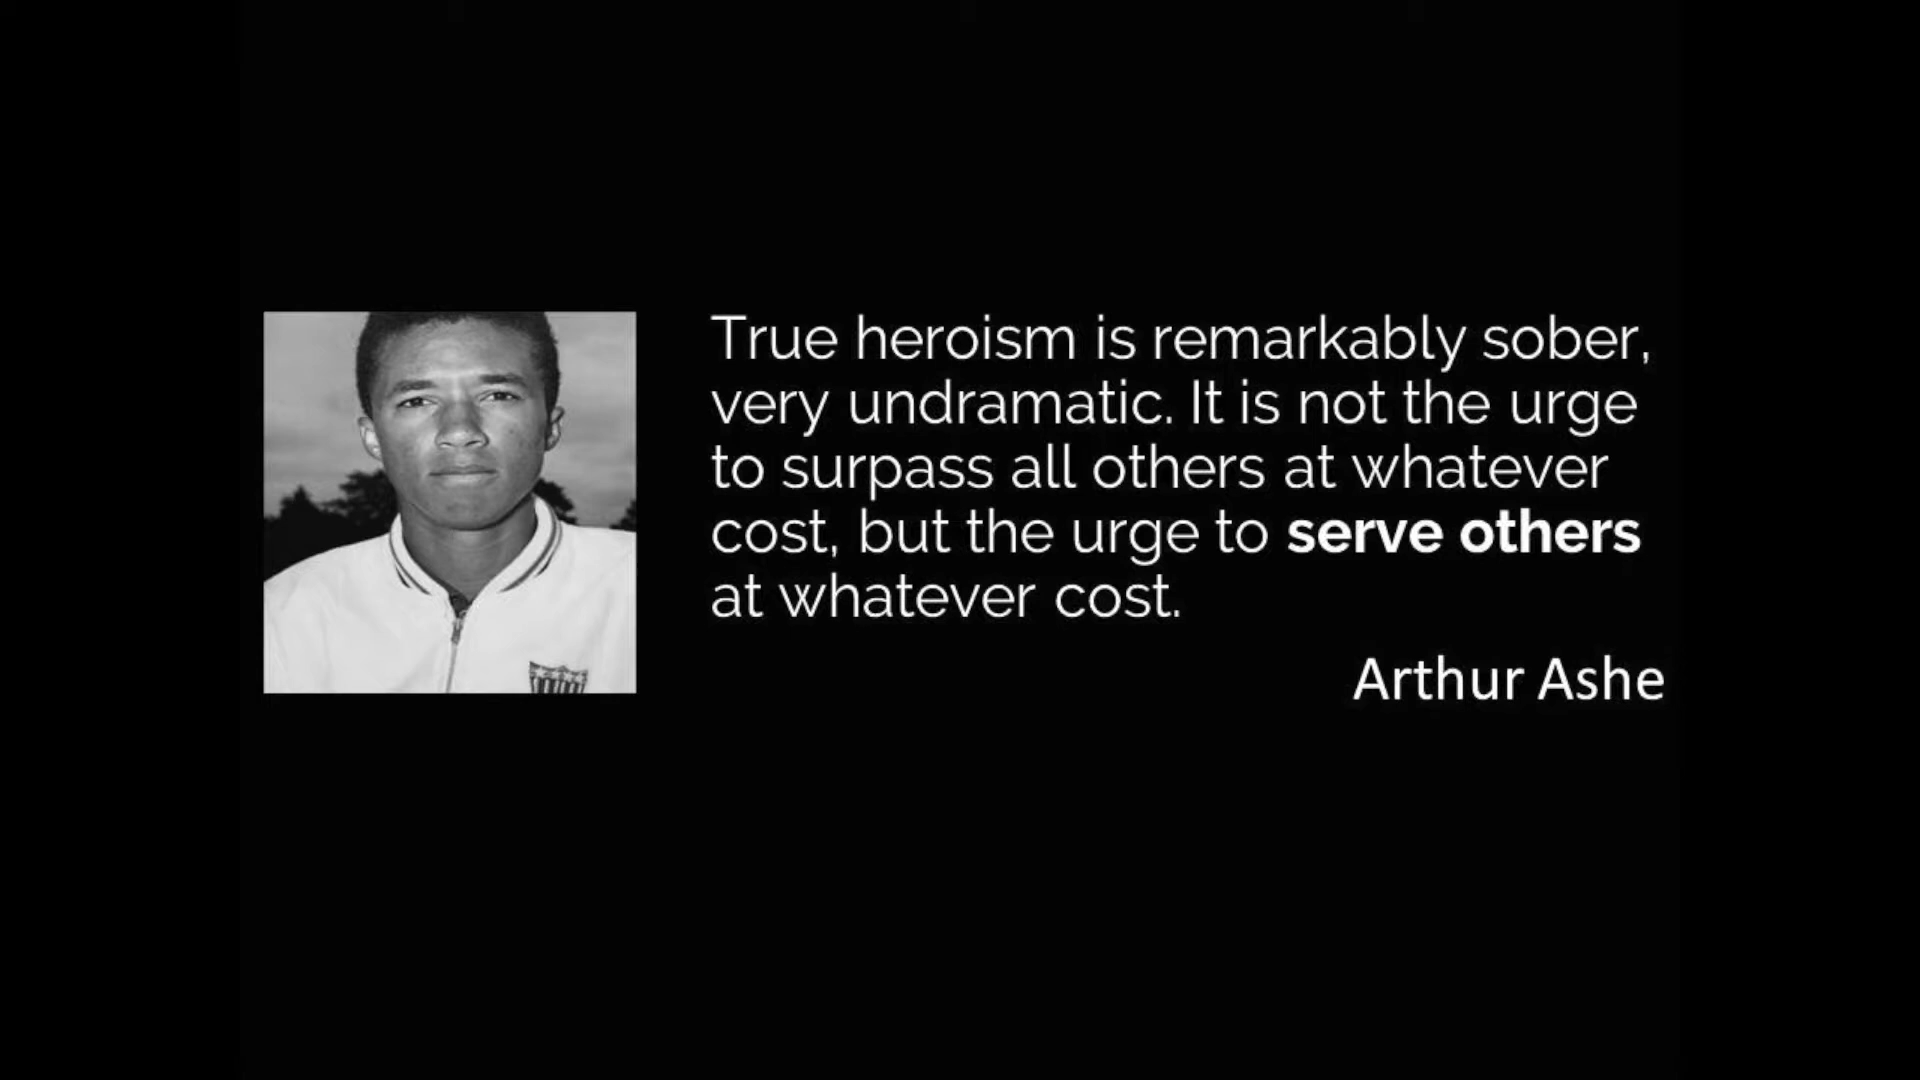 True heroism is remarkably sober,
very undramatic. It is not the urge
to surpass all others at whatever
cost, but the urge to serve others
at whatever cost.
Arthur Ashe